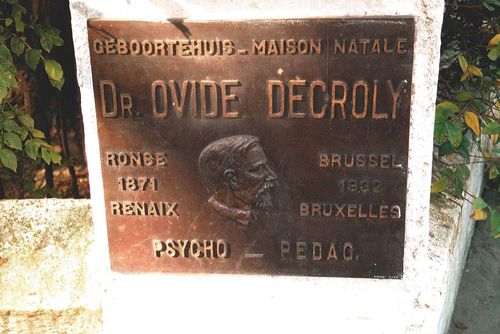 GEBOORTEHUIS - MAISON NATALE
DR. OVIDE DECROLY
RONSE BRUSSEL
1871 1932
RENAIX BRUXELLES
PSYCHO - PEDAG.